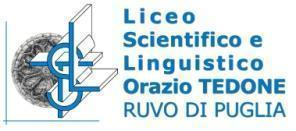 Liceo
Scientifico e
Linguistico
Orazio TEDONE
RUVO DI PUGLIA